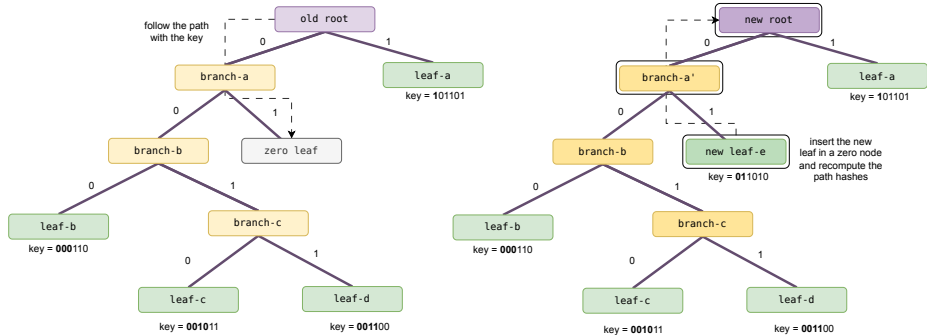 old root
follow the path
with the key
0
1
branch-a
leaf-a
key = 101101
0
1
branch-b
zero leaf
0
1
leaf-b
key = 000110
branch-c
0
1
leaf-c
leaf-d
key = 001011
key = 001100
new root
0
1
branch-a'
leaf-a
key = 101101
0
1
branch-b
new leaf-e
key = 011010
insert the new
leaf in a zero node
and recompute the
path hashes
0
1
leaf-b
key = 000110
branch-c
0
1
leaf-c
leaf-d
key = 001011
key = 001100